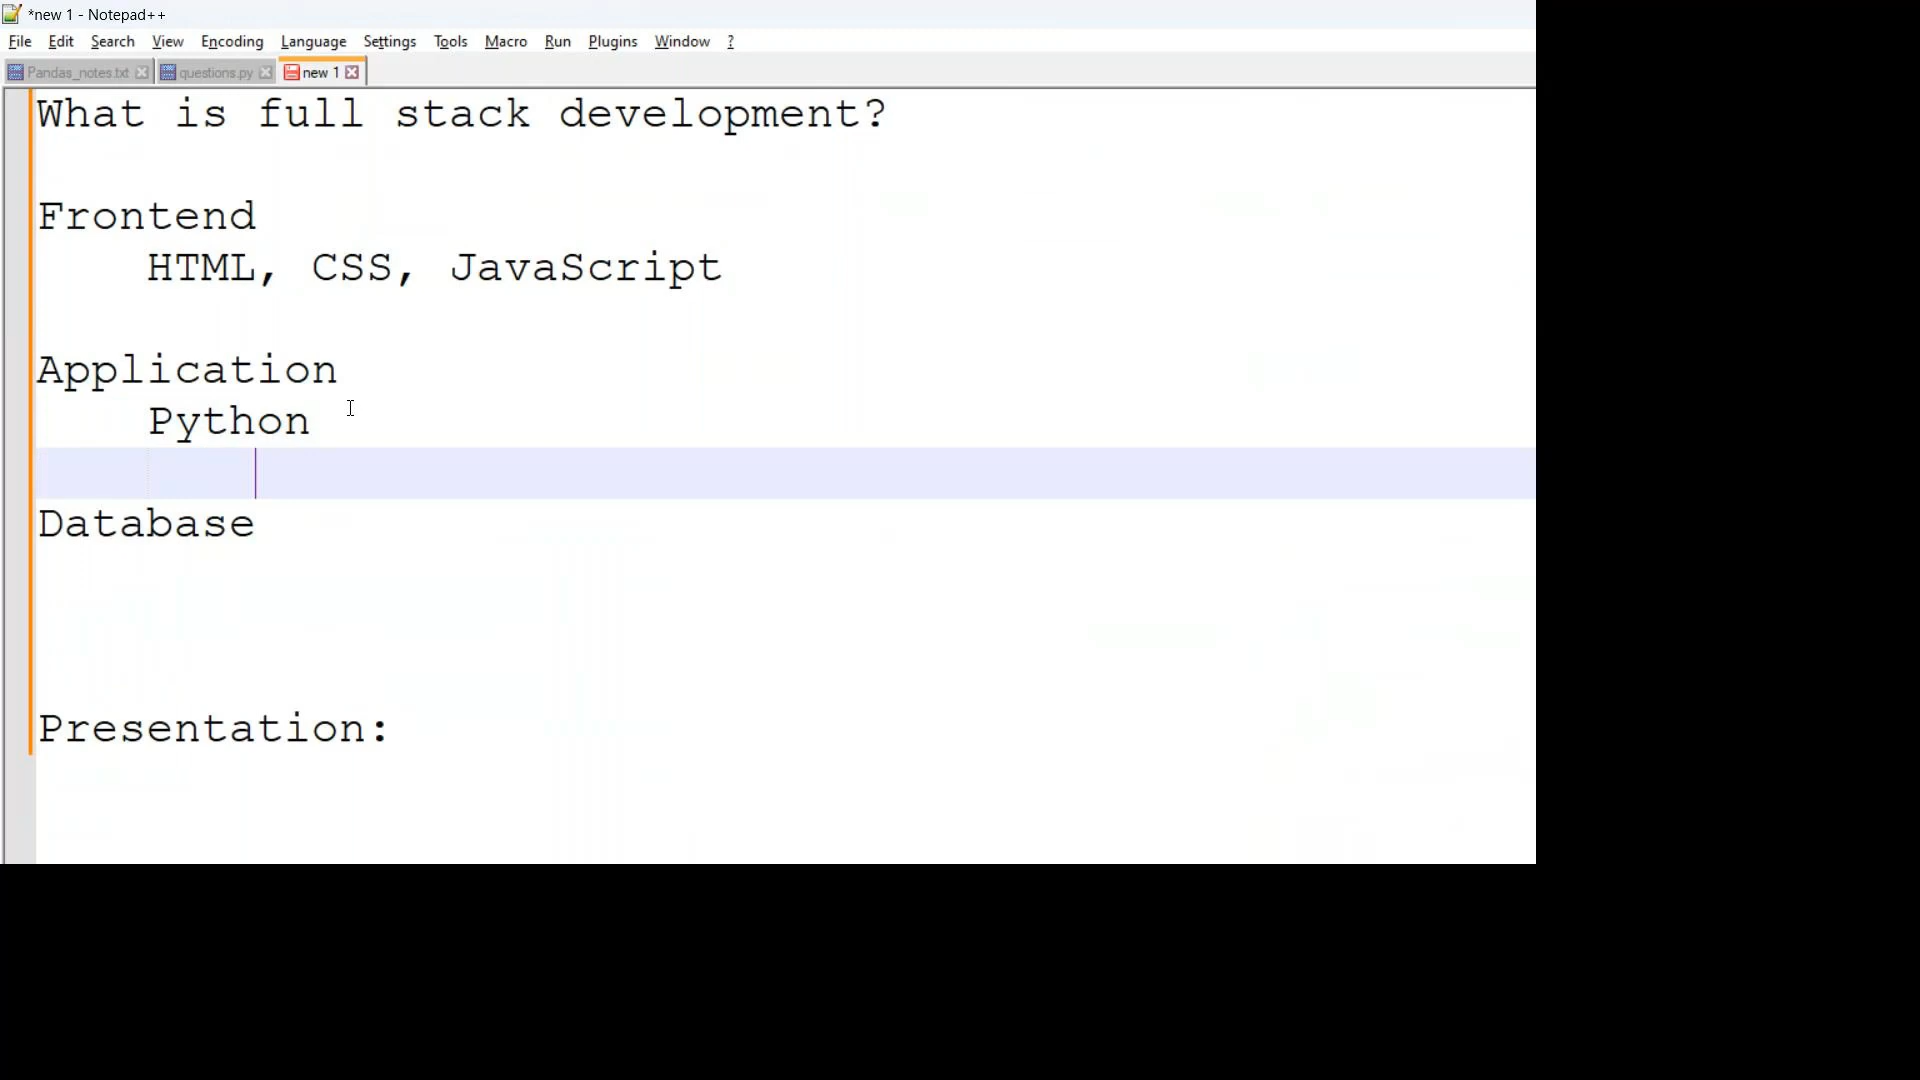 *new 1 - Notepad++
File Edit Search View Encoding Language Settings Tools Macro Run Plugins Window ?
Pandas_notes.txt questions.py new 1
What is full stack development?
Frontend
HTML, CSS, JavaScript
Application
Python
Database
Presentation: